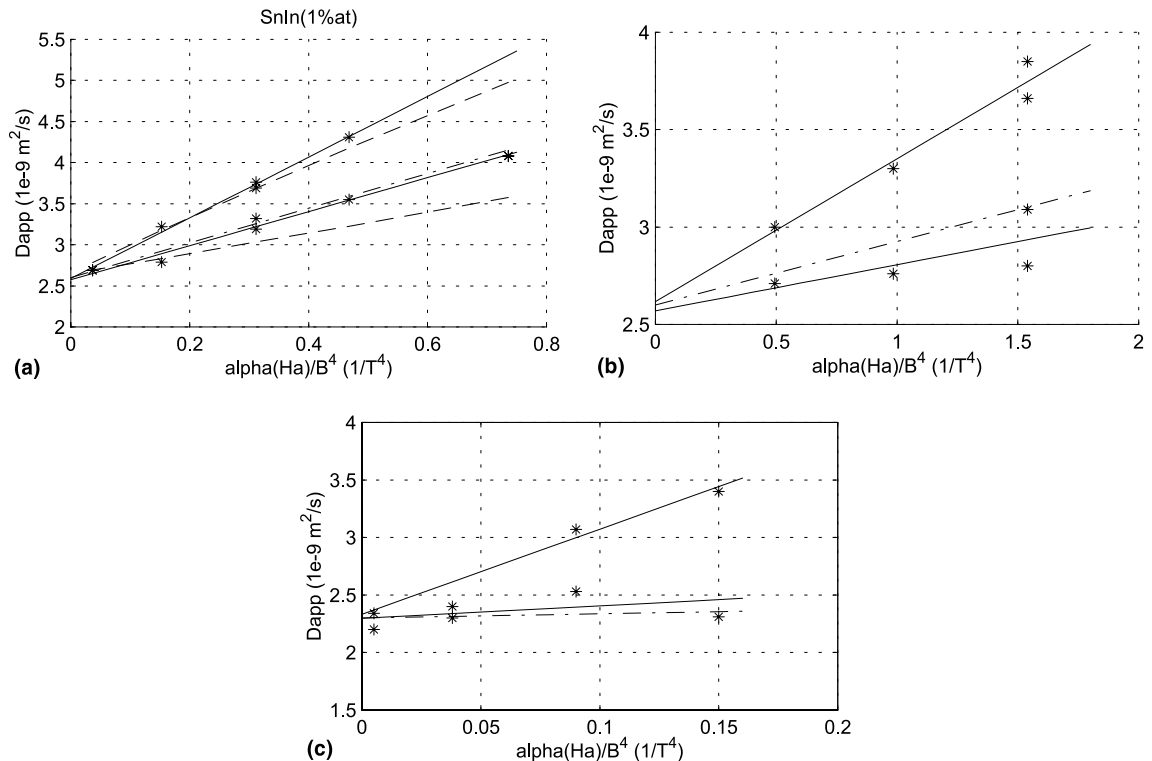 SnIn(1%at)
5.5
5
4.5
4
3.5
3
2.5
2
Dapp (1e-9 m²/s)
0 0.2 0.4 0.6 0.8
alpha(Ha)/B⁴ (1/T⁴)
(a)
4
3.5
3
2.5
Dapp (1e-9 m²/s)
0 0.5 1 1.5 2
alpha(Ha)/B⁴ (1/T⁴)
(b)
4
3.5
3
2.5
2
1.5
Dapp (1e-9 m²/s)
0 0.05 0.1 0.15 0.2
alpha(Ha)/B⁴ (1/T⁴)
(c)